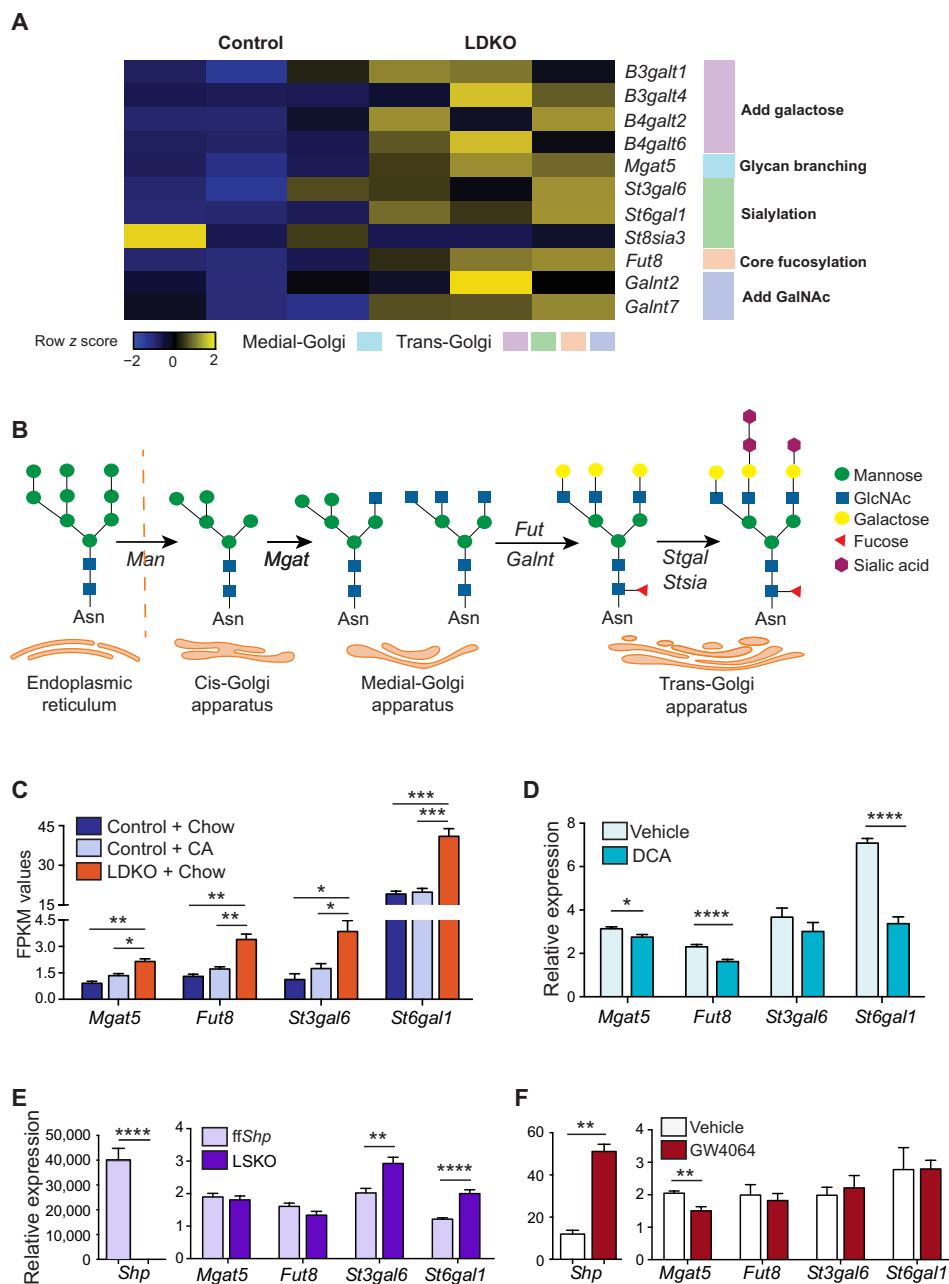 A
Control LDKO
B3galt1
B3galt4
B4galt2
B4galt6
Mgat5
St3gal6
St6gal1
St8sia3
Fut8
Galnt2
Galnt7
Add galactose
Glycan branching
Sialylation
Core fucosylation
Add GalNAc
Row z score
−2 0 2
Medial-Golgi Trans-Golgi
B
Man
Mgat
Fut
Galnt
Stgal
Stsia
Mannose
GlcNAc
Galactose
Fucose
Sialic acid
Asn Asn Asn Asn Asn Asn
Endoplasmic
reticulum
Cis-Golgi
apparatus
Medial-Golgi
apparatus
Trans-Golgi
apparatus
C
FPKM values
45
30
15
4.5
3.0
1.5
0.0
Control + Chow
Control + CA
LDKO + Chow
** * ** ** * * *** ***
Mgat5 Fut8 St3gal6 St6gal1
D
Relative expression
8
6
4
2
0
Vehicle
DCA
* **** ****
Mgat5 Fut8 St3gal6 St6gal1
E
Relative expression
50,000
40,000
30,000
20,000
10,000
0
****
Shp
4
3
2
1
0
ffShp
LSKO
** ****
Mgat5 Fut8 St3gal6 St6gal1
F
60
40
20
0
**
Shp
4
3
2
1
0
Vehicle
GW4064
**
Mgat5 Fut8 St3gal6 St6gal1